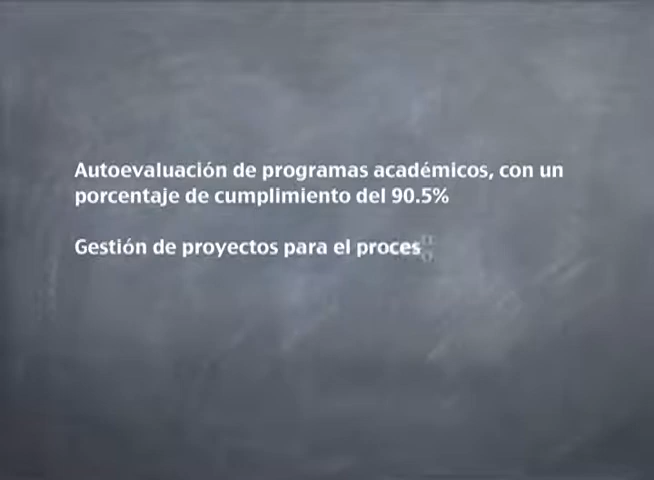 Autoevaluación de programas académicos, con un
porcentaje de cumplimiento del 90.5%
Gestión de proyectos para el proces